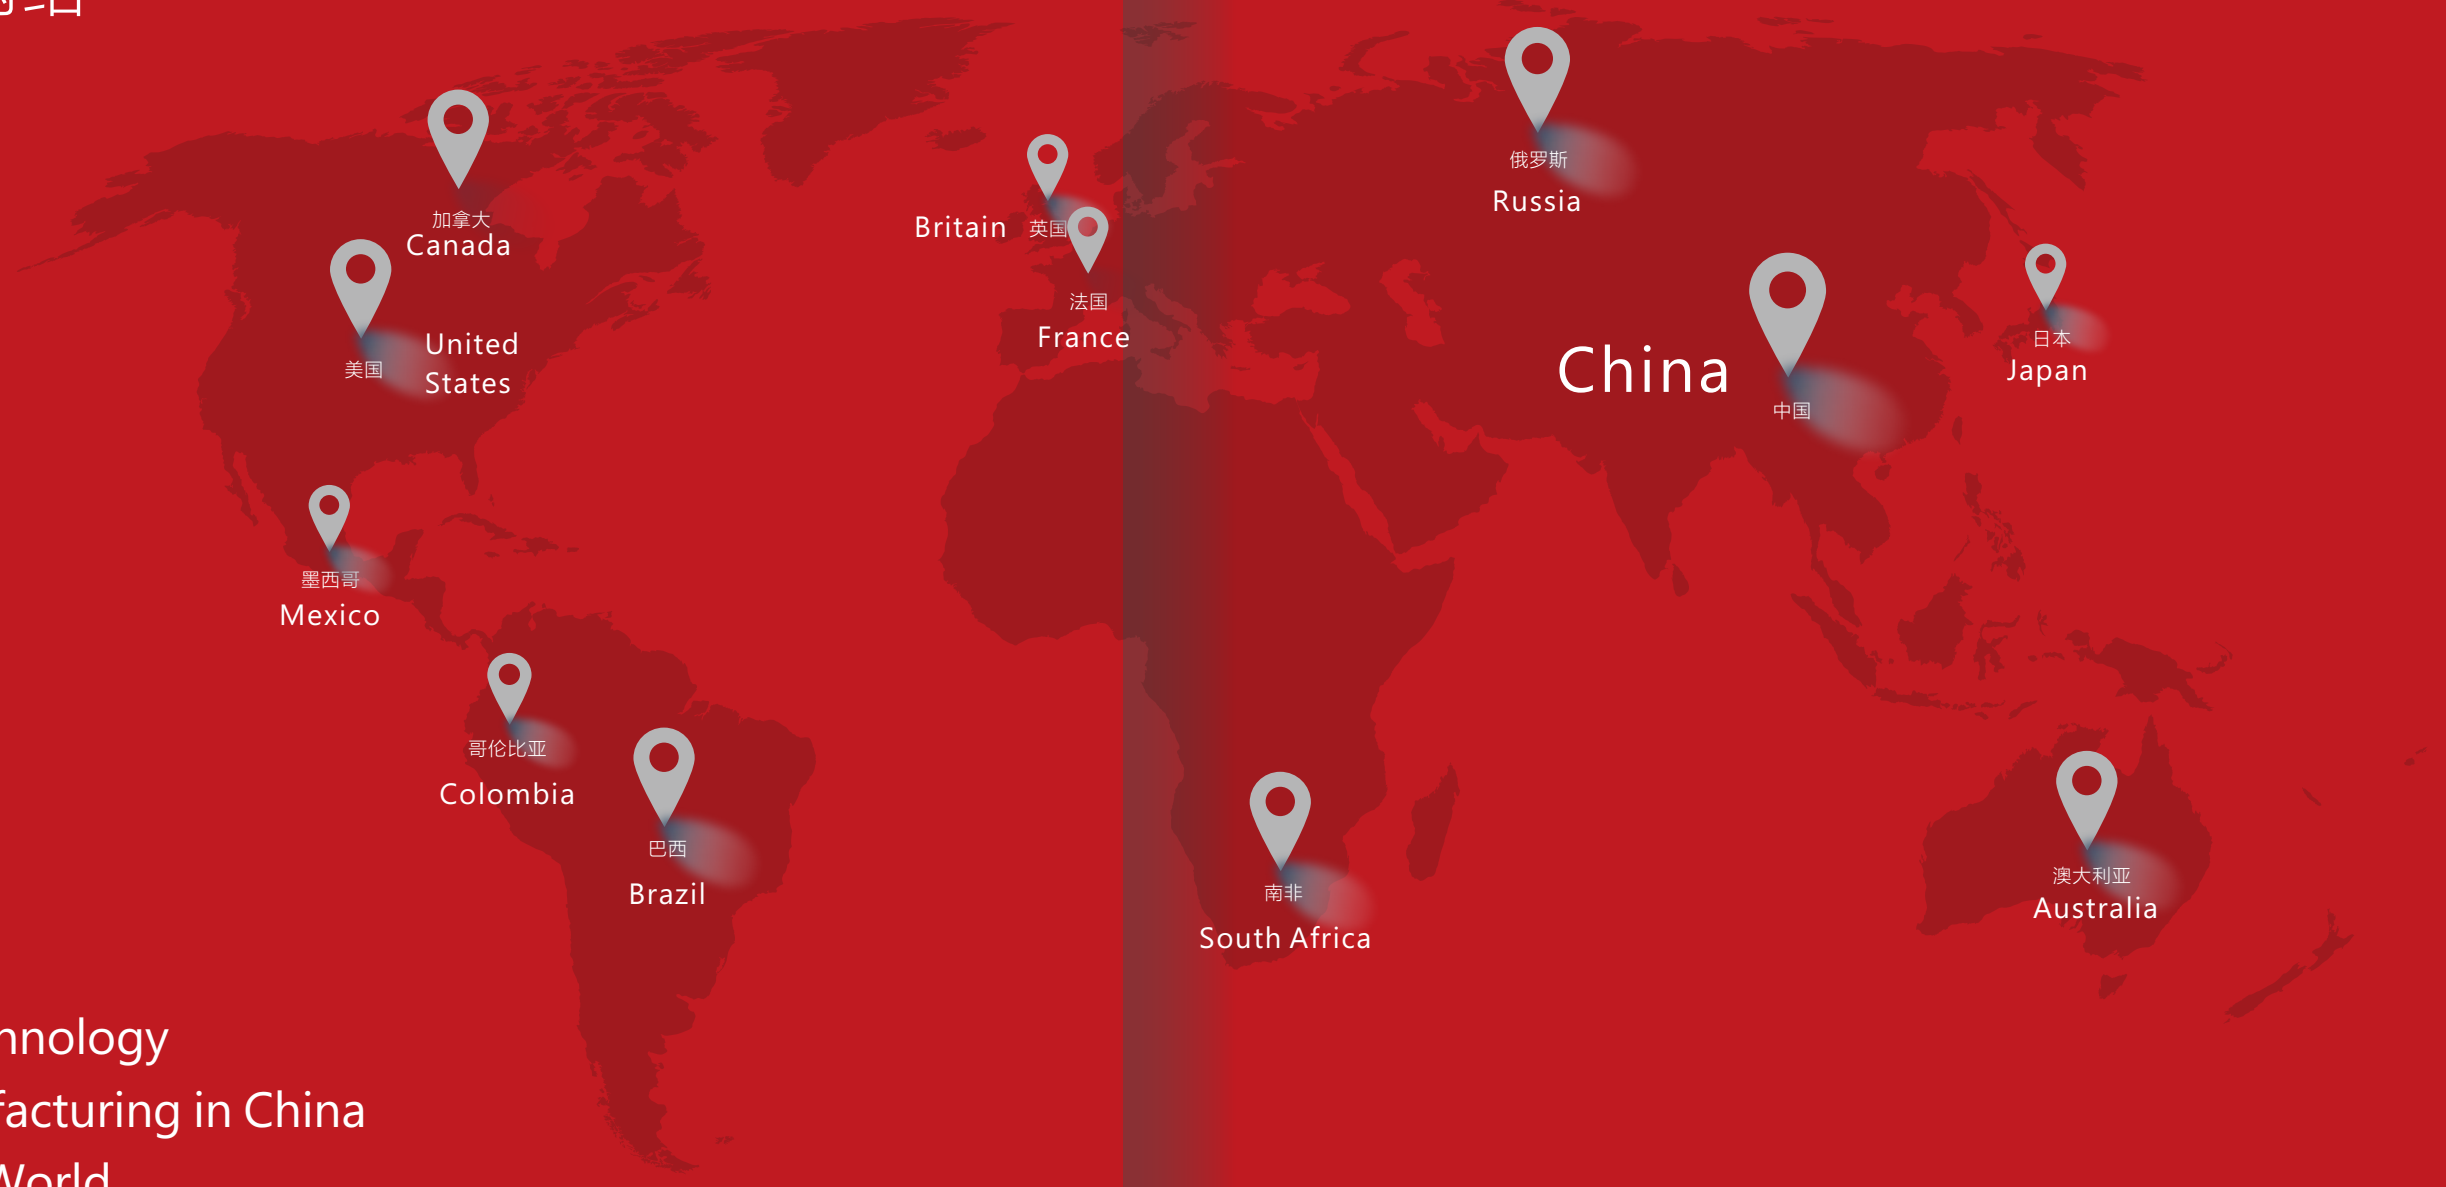 加拿大
Canada
美国
United
States
墨西哥
Mexico
哥伦比亚
Colombia
巴西
Brazil
Britain 英国
法国
France
俄罗斯
Russia
China
中国
日本
Japan
南非
South Africa
澳大利亚
Australia
hnology
facturing in China
World